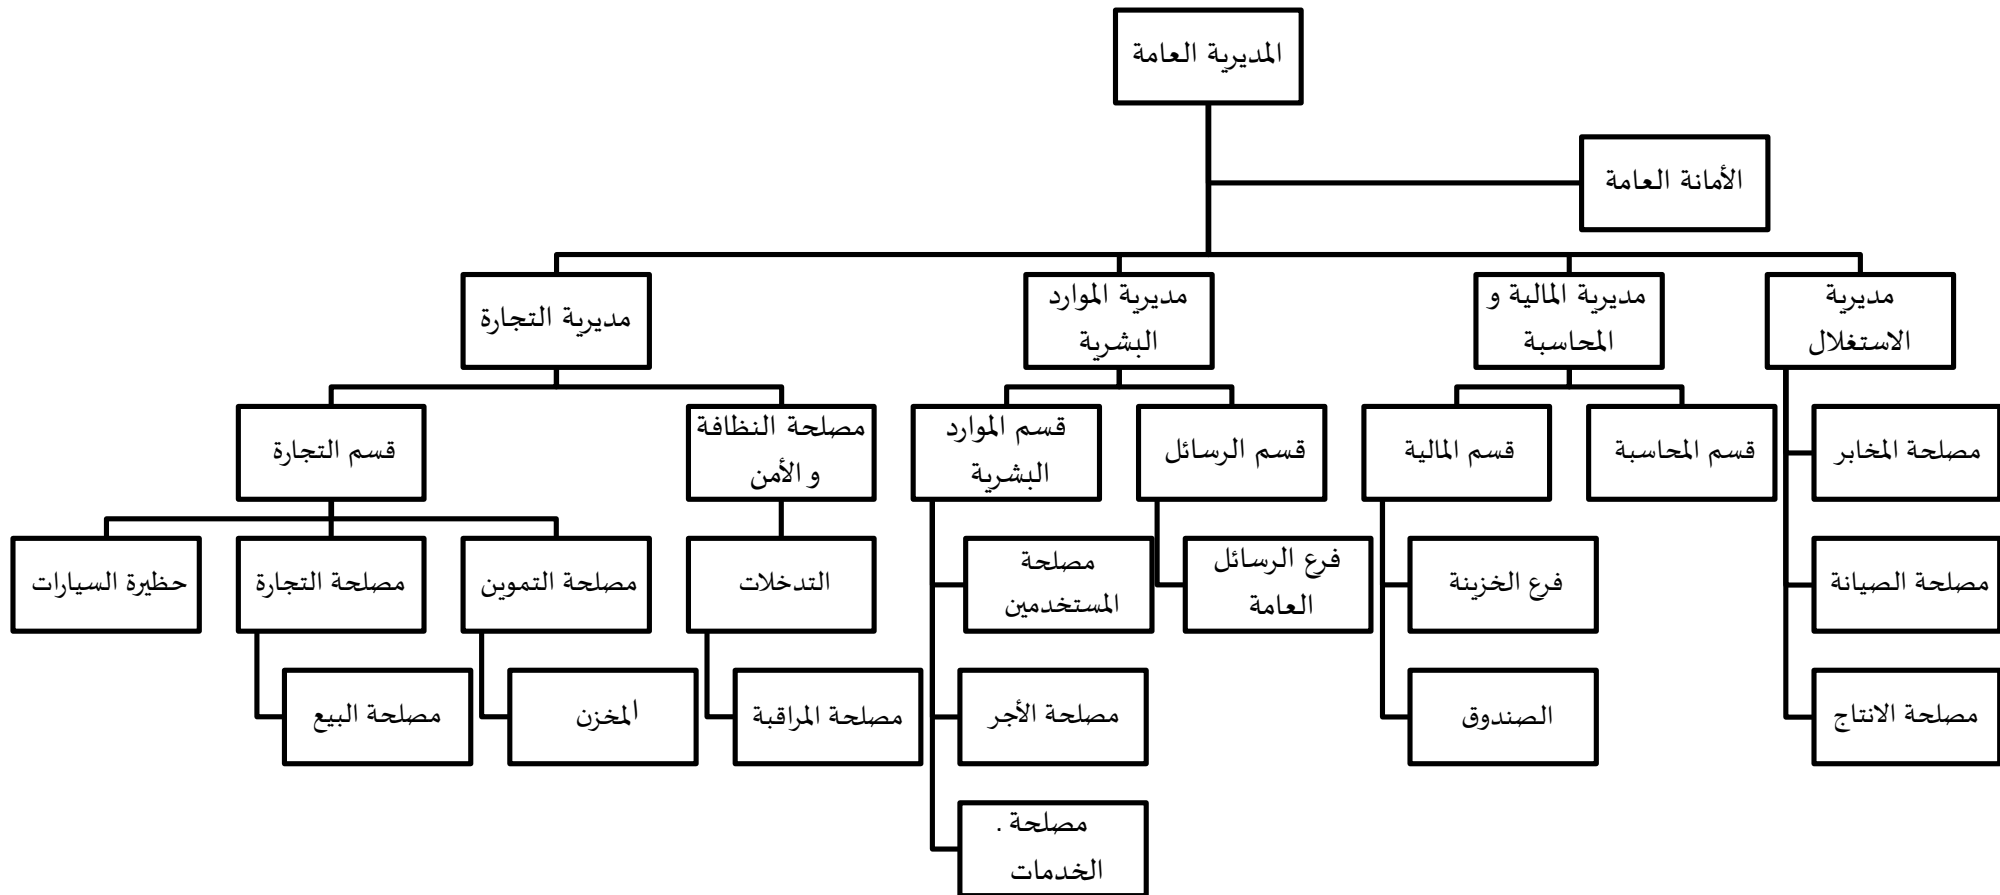 المديرية العامة
الأمانة العامة
مديرية
الاستغلال
مديرية المالية و
المحاسبة
مديرية الموارد
البشرية
مديرية التجارة
قسم المحاسبة
قسم المالية
قسم الرسائل
قسم الموارد
البشرية
مصلحة النظافة
و الأمن
قسم التجارة
مصلحة المخابر
مصلحة الصيانة
فرع الخزينة
فرع الرسائل
العامة
مصلحة
المستخدمين
التدخلات
مصلحة التموين
مصلحة التجارة
حظيرة السيارات
مصلحة الانتاج
الصندوق
مصلحة الأجر
مصلحة المراقبة
المخزن
مصلحة البيع
مصلحة .
الخدمات